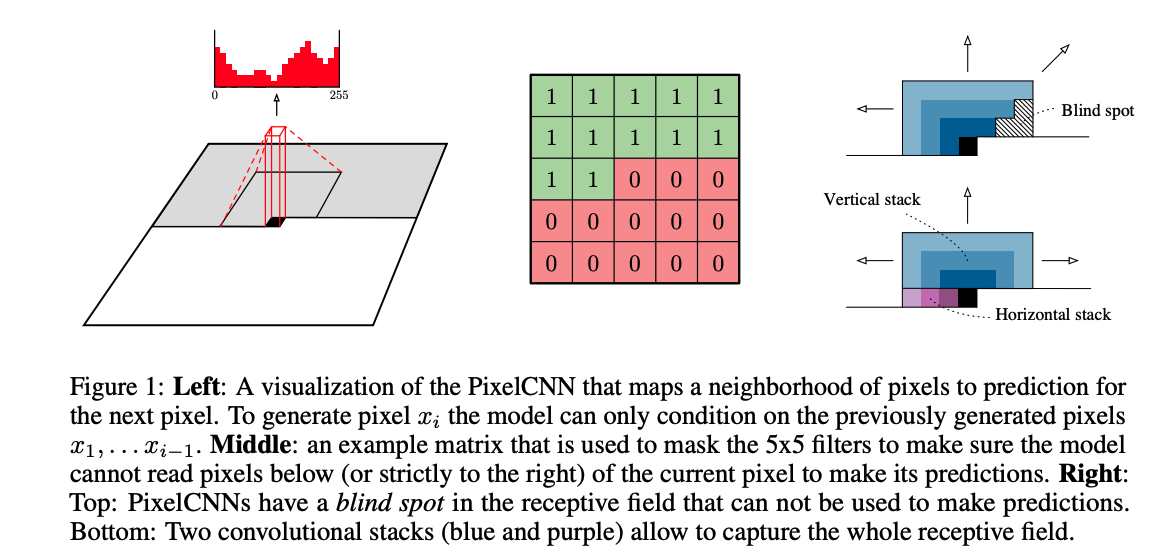 0 255
1 1 1 1 1
1 1 1 1 1
1 1 0 0 0
0 0 0 0 0
0 0 0 0 0
Blind spot
Vertical stack
Horizontal stack
Figure 1: Left: A visualization of the PixelCNN that maps a neighborhood of pixels to prediction for
the next pixel. To generate pixel xᵢ the model can only condition on the previously generated pixels
x₁, . . . xᵢ₋₁. Middle: an example matrix that is used to mask the 5x5 filters to make sure the model
cannot read pixels below (or strictly to the right) of the current pixel to make its predictions. Right:
Top: PixelCNNs have a blind spot in the receptive field that can not be used to make predictions.
Bottom: Two convolutional stacks (blue and purple) allow to capture the whole receptive field.